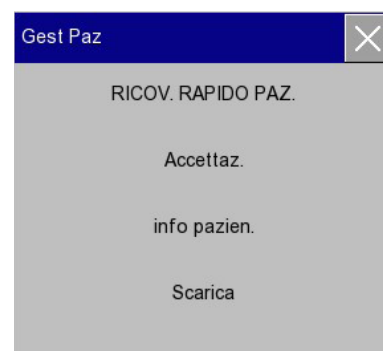 Gest Paz
RICOV. RAPIDO PAZ.
Accettaz.
info pazien.
Scarica